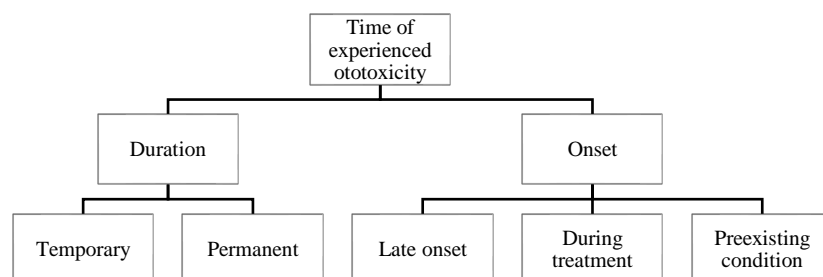 Time of
experienced
ototoxicity
Duration
Onset
Temporary
Permanent
Late onset
During
treatment
Preexisting
condition